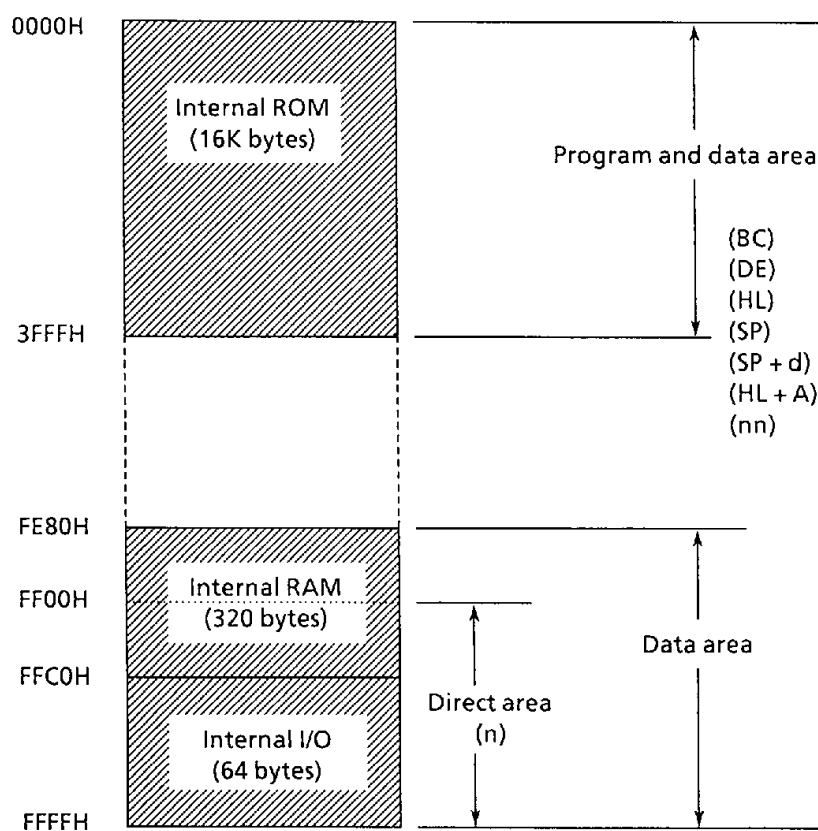 0000H
Internal ROM
(16K bytes)
Program and data area
(BC)
(DE)
(HL)
(SP)
(SP + d)
(HL + A)
(nn)
3FFFH
FE80H
Internal RAM
(320 bytes)
FF00H
Data area
FFC0H
Direct area
(n)
Internal I/O
(64 bytes)
FFFFH